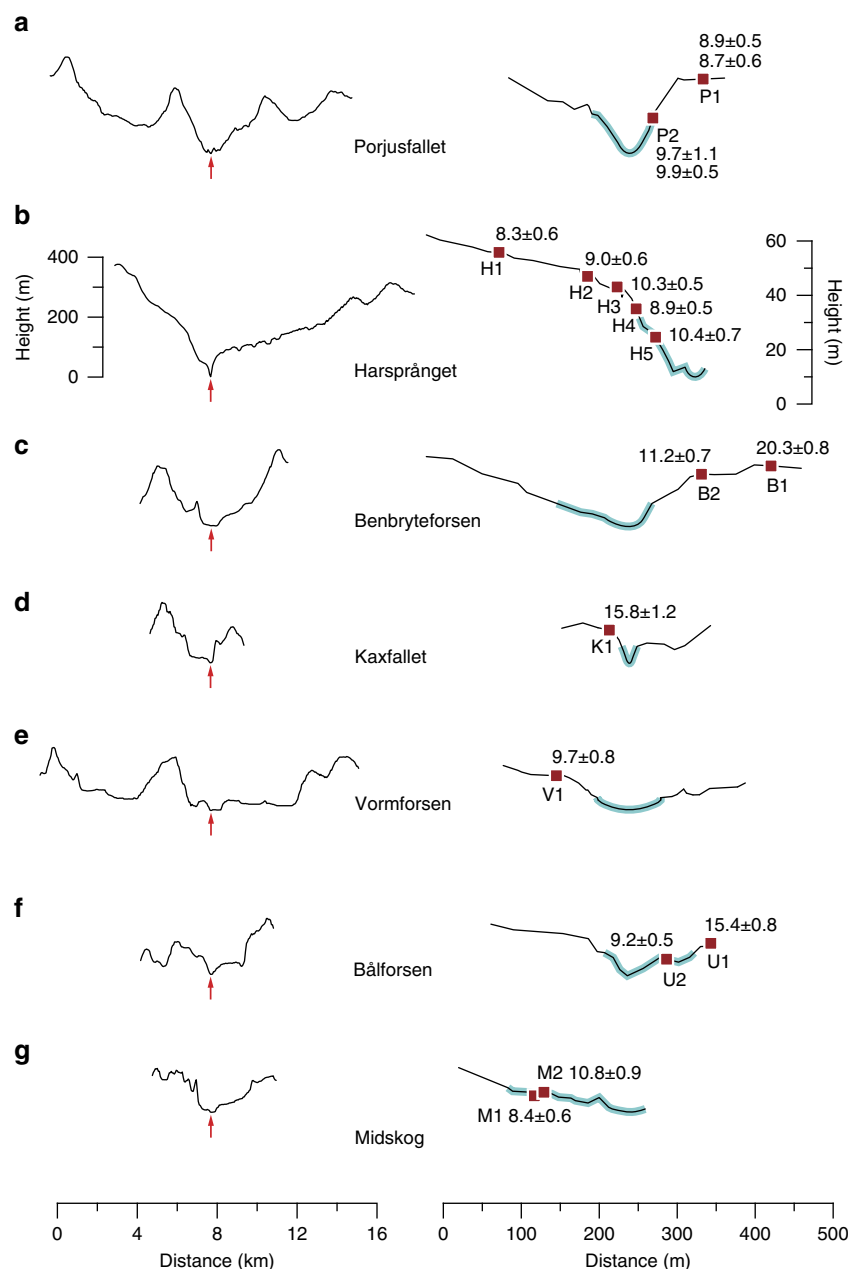 a
8.9±0.5
8.7±0.6
P1
P2
9.7±1.1
9.9±0.5
Porjusfallet
b
400
200
0
Height (m)
8.3±0.6
H1
9.0±0.6
H2
10.3±0.5
H3
8.9±0.5
H4
10.4±0.7
H5
60
40
20
0
Height (m)
Harsprånget
c
11.2±0.7
20.3±0.8
B2
B1
Benbryteforsen
d
15.8±1.2
K1
Kaxfallet
e
9.7±0.8
V1
Vormforsen
f
9.2±0.5
15.4±0.8
U2
U1
Bålforsen
g
M2 10.8±0.9
M1 8.4±0.6
Midskog
0 4 8 12 16
Distance (km)
0 100 200 300 400 500
Distance (m)